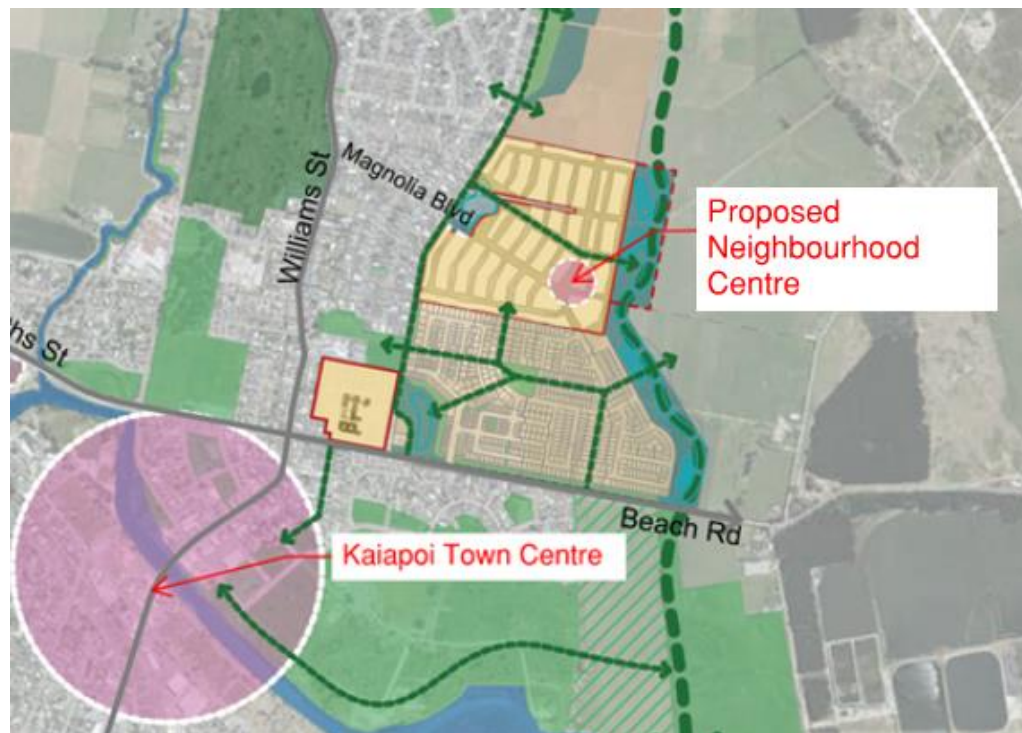 Magnolia Blvd
Williams St
Proposed
Neighbourhood
Centre
hs St
Beach Rd
Kaiapoi Town Centre